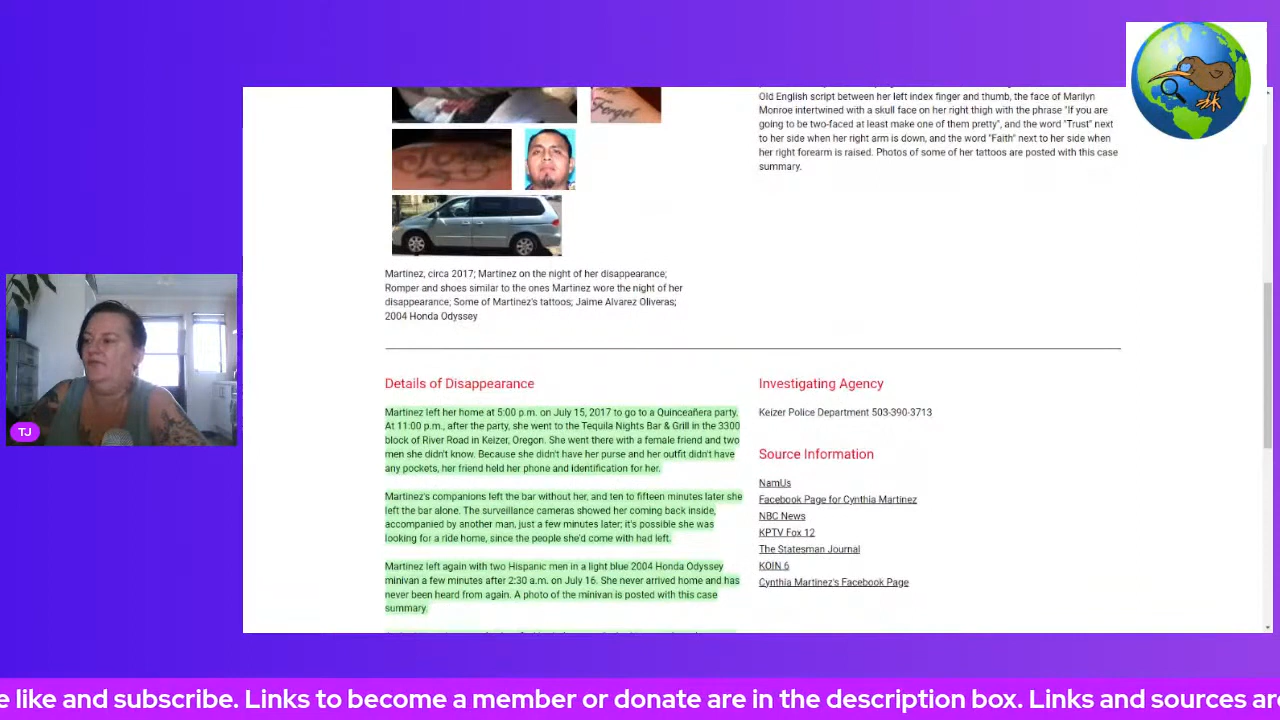 Forget
Old English script between her left index finger and thumb, the face of Marilyn
Monroe intertwined with a skull face on her right thigh with the phrase "If you are
going to be two-faced at least make one of them pretty", and the word "Trust" next
to her side when her right arm is down, and the word "Faith" next to her side when
her right forearm is raised. Photos of some of her tattoos are posted with this case
summary.
Martinez, circa 2017; Martinez on the night of her disappearance;
Romper and shoes similar to the ones Martinez wore the night of her
disappearance; Some of Martinez's tattoos; Jaime Alvarez Oliveras;
2004 Honda Odyssey
Details of Disappearance
Martinez left her home at 5:00 p.m. on July 15, 2017 to go to a Quinceañera party.
At 11:00 p.m., after the party, she went to the Tequila Nights Bar & Grill in the 3300
block of River Road in Keizer, Oregon. She went there with a female friend and two
men she didn't know. Because she didn't have her purse and her outfit didn't have
any pockets, her friend held her phone and identification for her.
Martinez's companions left the bar without her, and ten to fifteen minutes later she
left the bar alone. The surveillance cameras showed her coming back inside,
accompanied by another man, just a few minutes later; it's possible she was
looking for a ride home, since the people she'd come with had left.
Martinez left again with two Hispanic men in a light blue 2004 Honda Odyssey
minivan a few minutes after 2:30 a.m. on July 16. She never arrived home and has
never been heard from again. A photo of the minivan is posted with this case
summary.
Investigating Agency
Keizer Police Department 503-390-3713
Source Information
NamUs
Facebook Page for Cynthia Martinez
NBC News
KPTV Fox 12
The Statesman Journal
KOIN 6
Cynthia Martinez's Facebook Page
TJ
e like and subscribe. Links to become a member or donate are in the description box. Links and sources ar